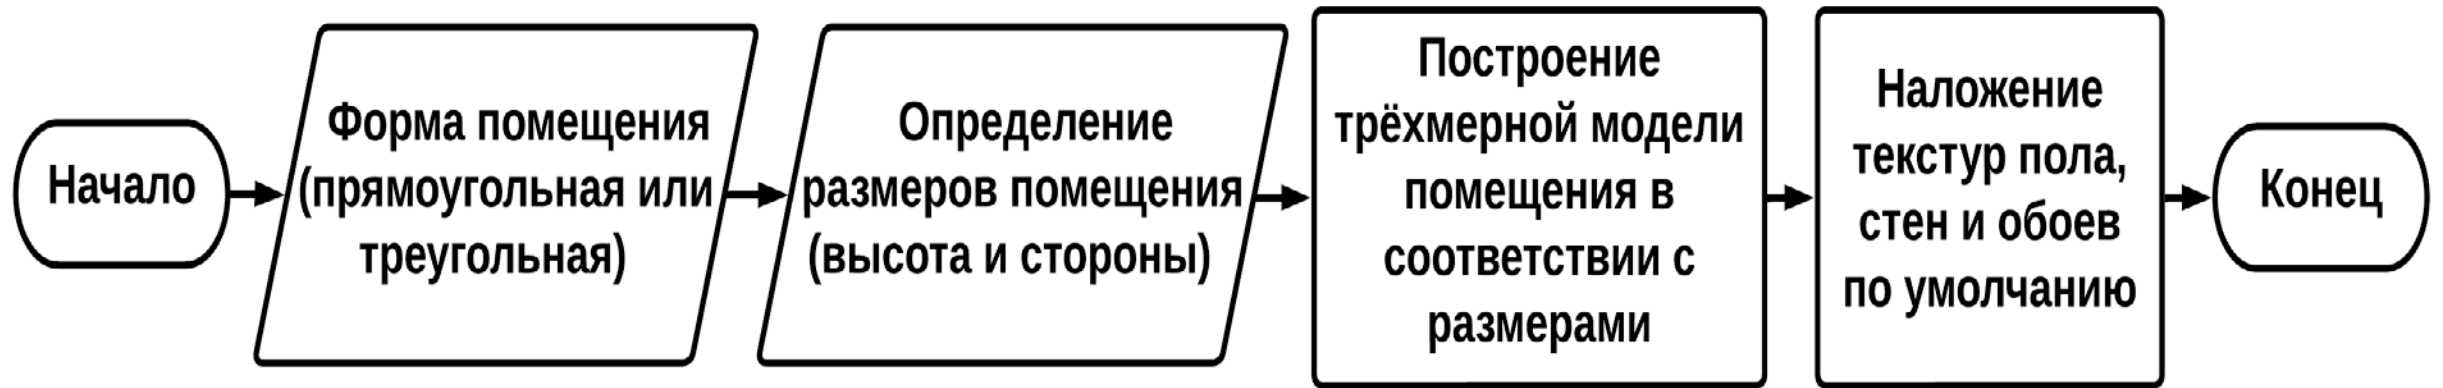 Начало
Форма помещения
(прямоугольная или
треугольная)
Определение
размеров помещения
(высота и стороны)
Построение
трёхмерной модели
помещения в
соответствии с
размерами
Наложение
текстур пола,
стен и обоев
по умолчанию
Конец